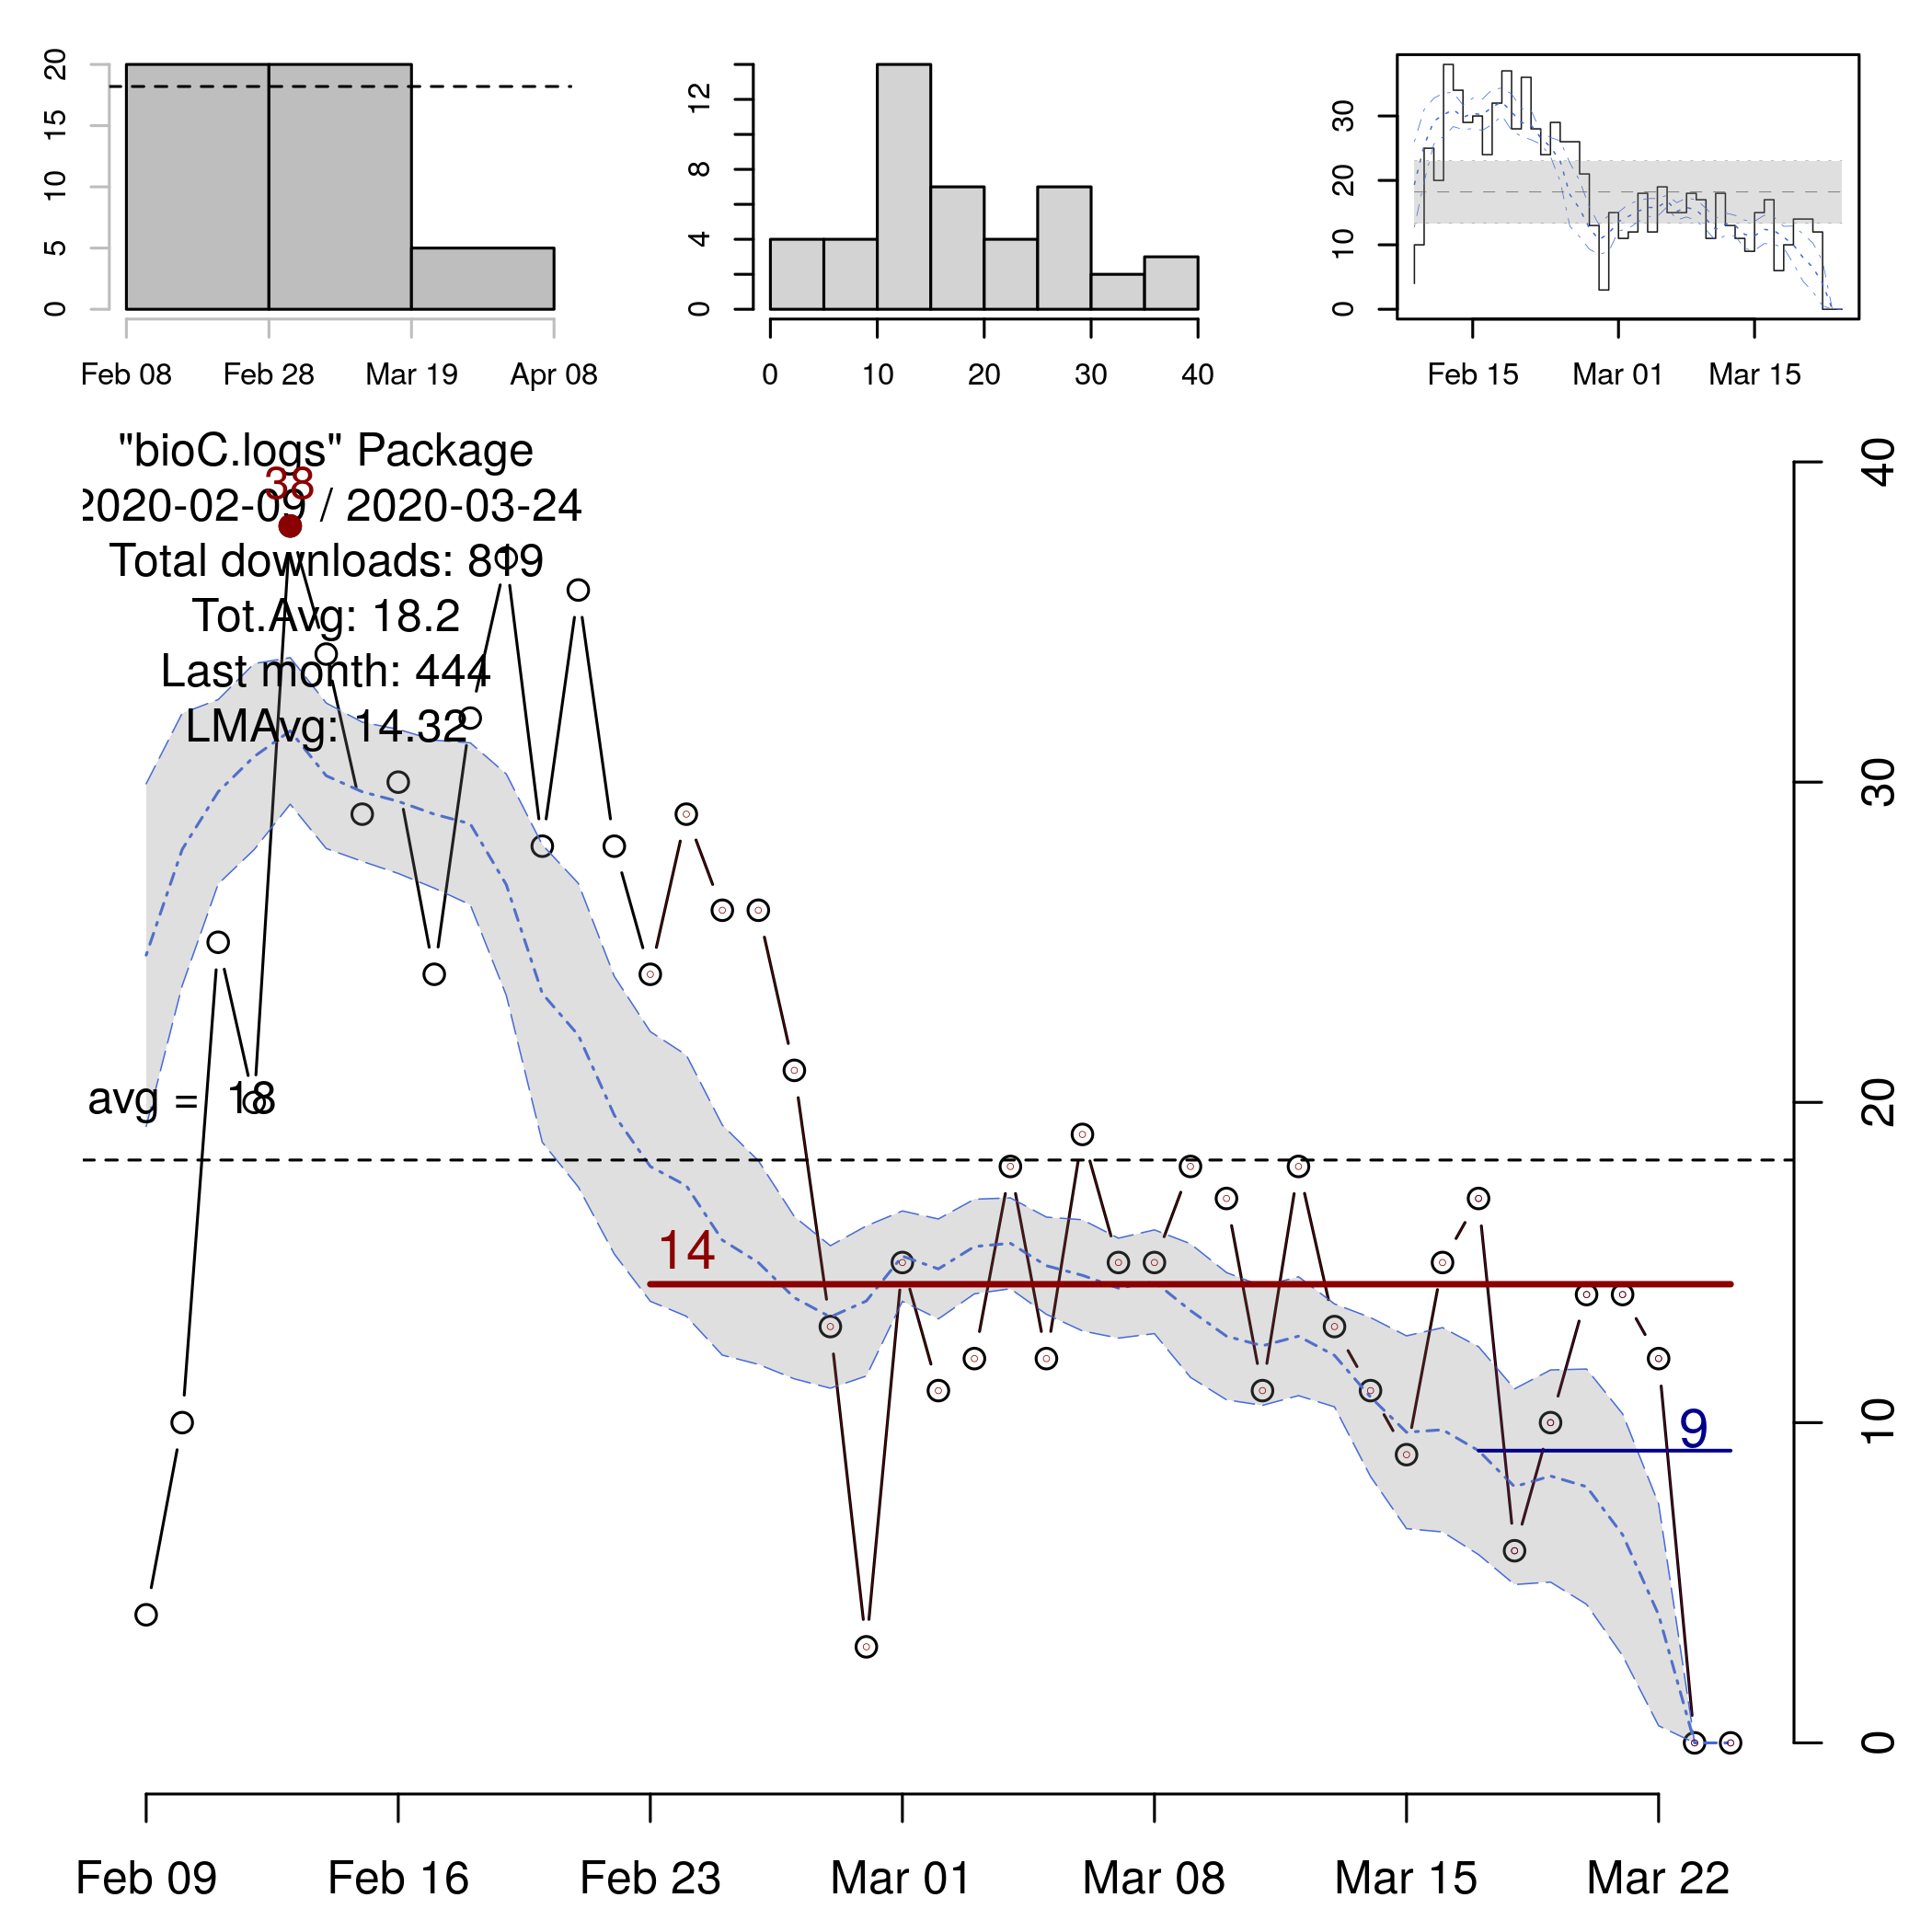 20
15
10
5
0
Feb 08 Feb 28 Mar 19 Apr 08
12
8
4
0
0 10 20 30 40
30
20
10
0
Feb 15 Mar 01 Mar 15
"bioC.logs" Package
38
2020-02-09 / 2020-03-24
Total downloads: 819
Tot.Avg: 18.2
Last month: 444
LMAvg: 14.32
avg = 18
14
9
40
30
20
10
0
Feb 09 Feb 16 Feb 23 Mar 01 Mar 08 Mar 15 Mar 22